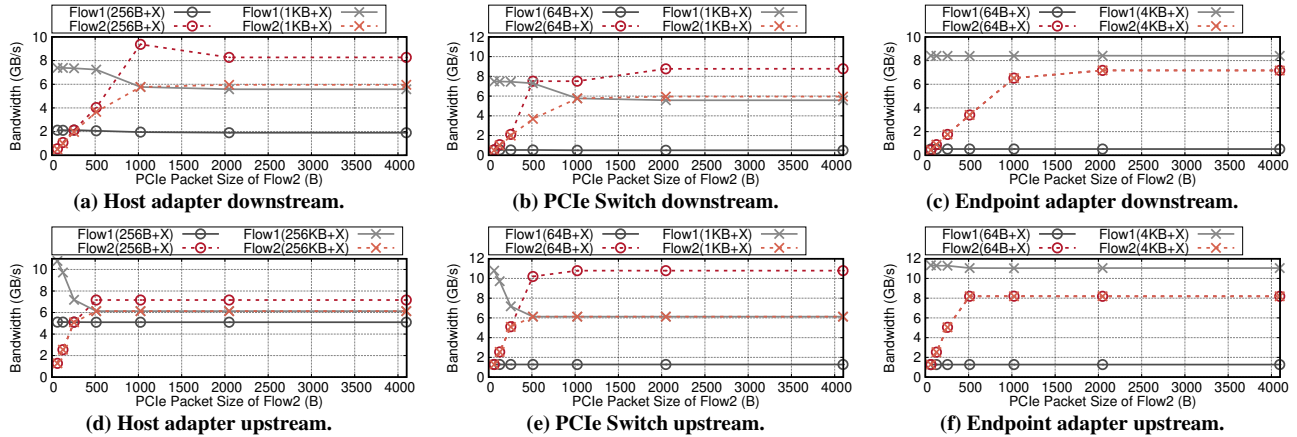 Flow1(256B+X) Flow1(1KB+X)
Flow2(256B+X) Flow2(1KB+X)
Bandwidth (GB/s)
10
8
6
4
2
0
0 500 1000 1500 2000 2500 3000 3500 4000
PCIe Packet Size of Flow2 (B)
(a) Host adapter downstream.
Flow1(64B+X) Flow1(1KB+X)
Flow2(64B+X) Flow2(1KB+X)
Bandwidth (GB/s)
12
10
8
6
4
2
0
0 500 1000 1500 2000 2500 3000 3500 4000
PCIe Packet Size of Flow2 (B)
(b) PCIe Switch downstream.
Flow1(64B+X) Flow1(4KB+X)
Flow2(64B+X) Flow2(4KB+X)
Bandwidth (GB/s)
10
8
6
4
2
0
0 500 1000 1500 2000 2500 3000 3500 4000
PCIe Packet Size of Flow2 (B)
(c) Endpoint adapter downstream.
Flow1(256B+X) Flow1(256KB+X)
Flow2(256B+X) Flow2(256KB+X)
Bandwidth (GB/s)
10
8
6
4
2
0
0 500 1000 1500 2000 2500 3000 3500 4000
PCIe Packet Size of Flow2 (B)
(d) Host adapter upstream.
Flow1(64B+X) Flow1(1KB+X)
Flow2(64B+X) Flow2(1KB+X)
Bandwidth (GB/s)
12
10
8
6
4
2
0
0 500 1000 1500 2000 2500 3000 3500 4000
PCIe Packet Size of Flow2 (B)
(e) PCIe Switch upstream.
Flow1(64B+X) Flow1(4KB+X)
Flow2(64B+X) Flow2(4KB+X)
Bandwidth (GB/s)
12
10
8
6
4
2
0
0 500 1000 1500 2000 2500 3000 3500 4000
PCIe Packet Size of Flow2 (B)
(f) Endpoint adapter upstream.